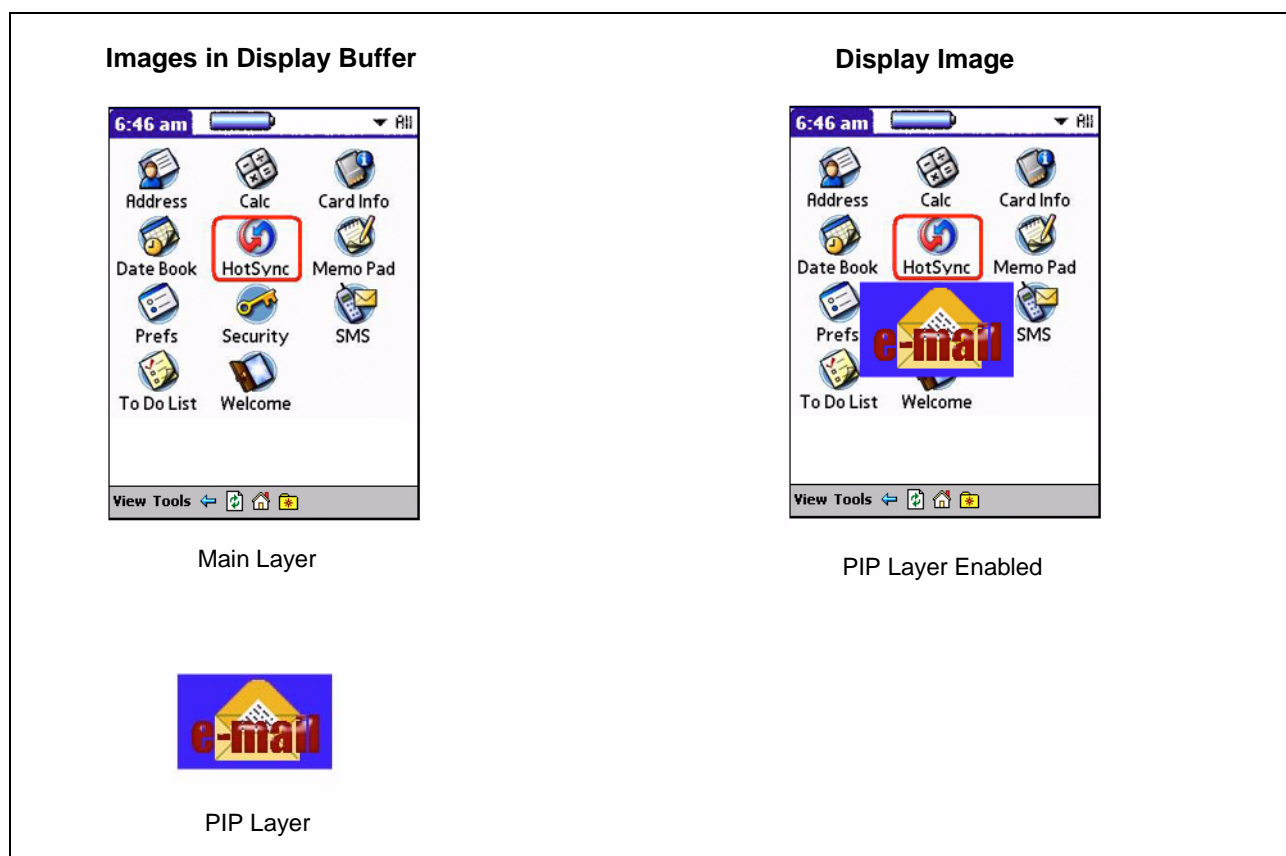 Images in Display Buffer
6:46 am
All
Address Calc Card Info
Date Book HotSync Memo Pad
Prefs Security SMS
To Do List Welcome
View Tools
Main Layer
e-mail
PIP Layer
Display Image
6:46 am
All
Address Calc Card Info
Date Book HotSync Memo Pad
Prefs SMS
e-mail
To Do List Welcome
View Tools
PIP Layer Enabled